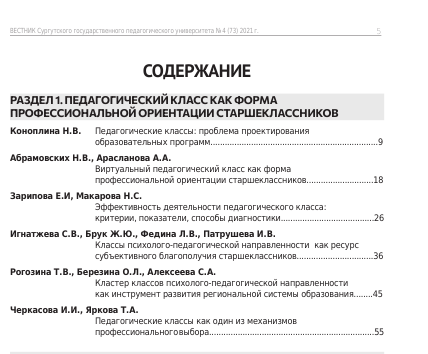 ВЕСТНИК Сургутского государственного педагогического университета №4 (73) 2021 г. 5
СОДЕРЖАНИЕ
РАЗДЕЛ 1. ПЕДАГОГИЧЕСКИЙ КЛАСС КАК ФОРМА
ПРОФЕССИОНАЛЬНОЙ ОРИЕНТАЦИИ СТАРШЕКЛАССНИКОВ
Коноплина Н.В. Педагогические классы: проблема проектирования
образовательных программ...9
Абрамовских Н.В., Арасланова А.А.
Виртуальный педагогический класс как форма
профессиональной ориентации старшеклассников...18
Зарипова Е.И, Макарова Н.С.
Эффективность деятельности педагогического класса:
критерии, показатели, способы диагностики...26
Игнатжева С.В., Брук Ж.Ю., Федина Л.В., Патрушева И.В.
Классы психолого-педагогической направленности как ресурс
субъективного благополучия старшеклассников...36
Рогозина Т.В., Березина О.Л., Алексеева С.А.
Кластер классов психолого-педагогической направленности
как инструмент развития региональной системы образования...45
Черкасова И.И., Яркова Т.А.
Педагогические классы как один из механизмов
профессиональноговыбора...55